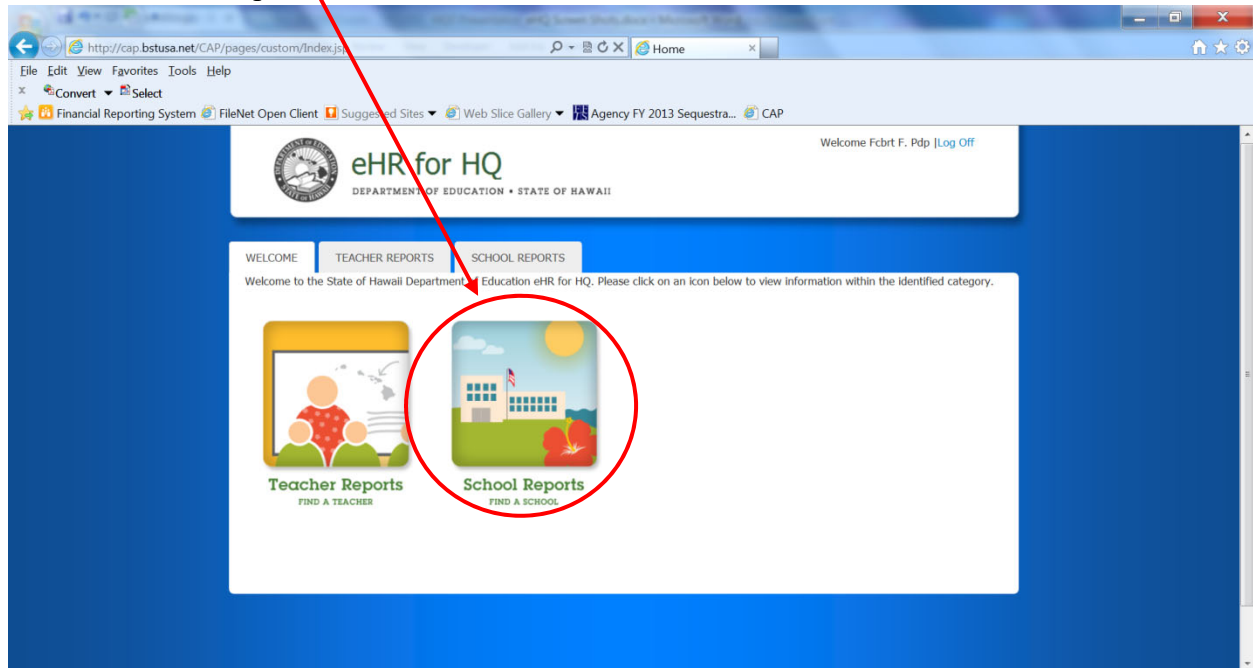 http://cap.bstusa.net/CAP/pages/custom/Index.jsp
Home
File Edit View Favorites Tools Help
x Convert Select
Financial Reporting System FileNet Open Client Suggested Sites Web Slice Gallery Agency FY 2013 Sequestra... CAP
Welcome Fcbrt F. Pdp |Log Off
eHR for HQ
DEPARTMENT OF EDUCATION • STATE OF HAWAII
WELCOME TEACHER REPORTS SCHOOL REPORTS
Welcome to the State of Hawaii Department of Education eHR for HQ. Please click on an icon below to view information within the identified category.
Teacher Reports School Reports
FIND A TEACHER FIND A SCHOOL